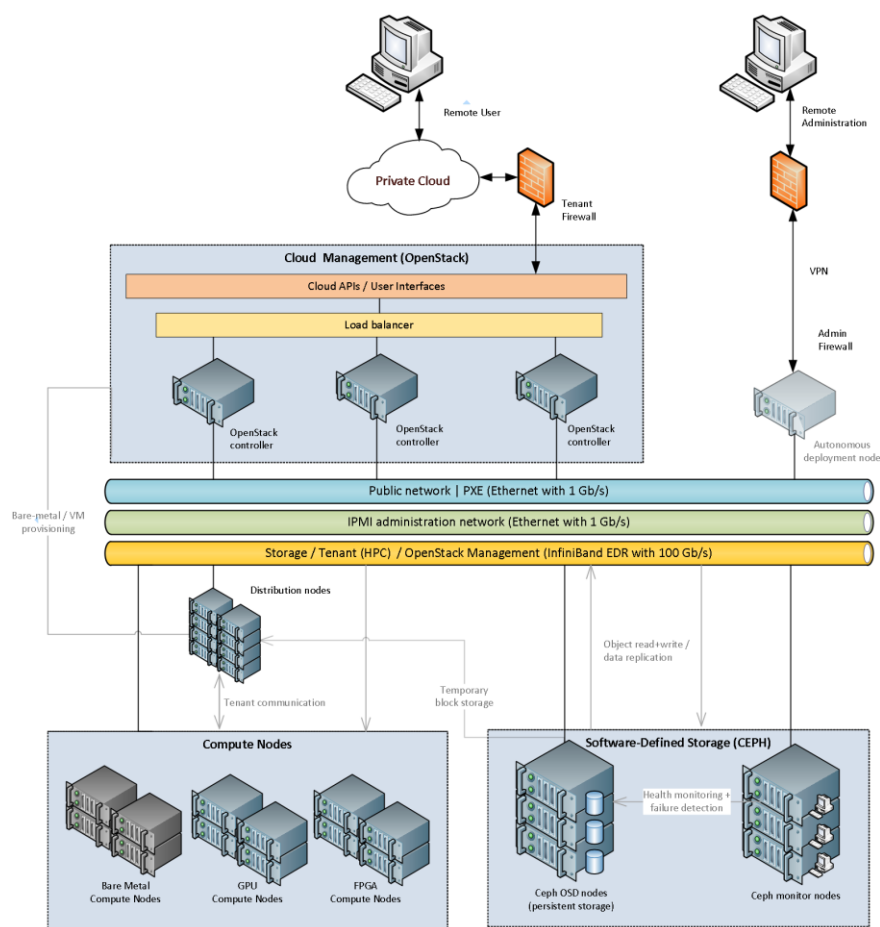 Remote User
Remote
Administration
Private Cloud
Tenant
Firewall
Cloud Management (OpenStack)
VPN
Cloud APIs / User Interfaces
Load balancer
Admin
Firewall
OpenStack
controller
OpenStack
controller
OpenStack
controller
Autonomous
deployment node
Public network | PXE (Ethernet with 1 Gb/s)
Bare-metal / VM
provisioning
IPMI administration network (Ethernet with 1 Gb/s)
Storage / Tenant (HPC) / OpenStack Management (InfiniBand EDR with 100 Gb/s)
Distribution nodes
Object read+write /
data replication
Tenant communication
Temporary
block storage
Compute Nodes
Software-Defined Storage (CEPH)
Health monitoring +
failure detection
Bare Metal
Compute Nodes
GPU
Compute Nodes
FPGA
Compute Nodes
Ceph OSD nodes
(persistent storage)
Ceph monitor nodes